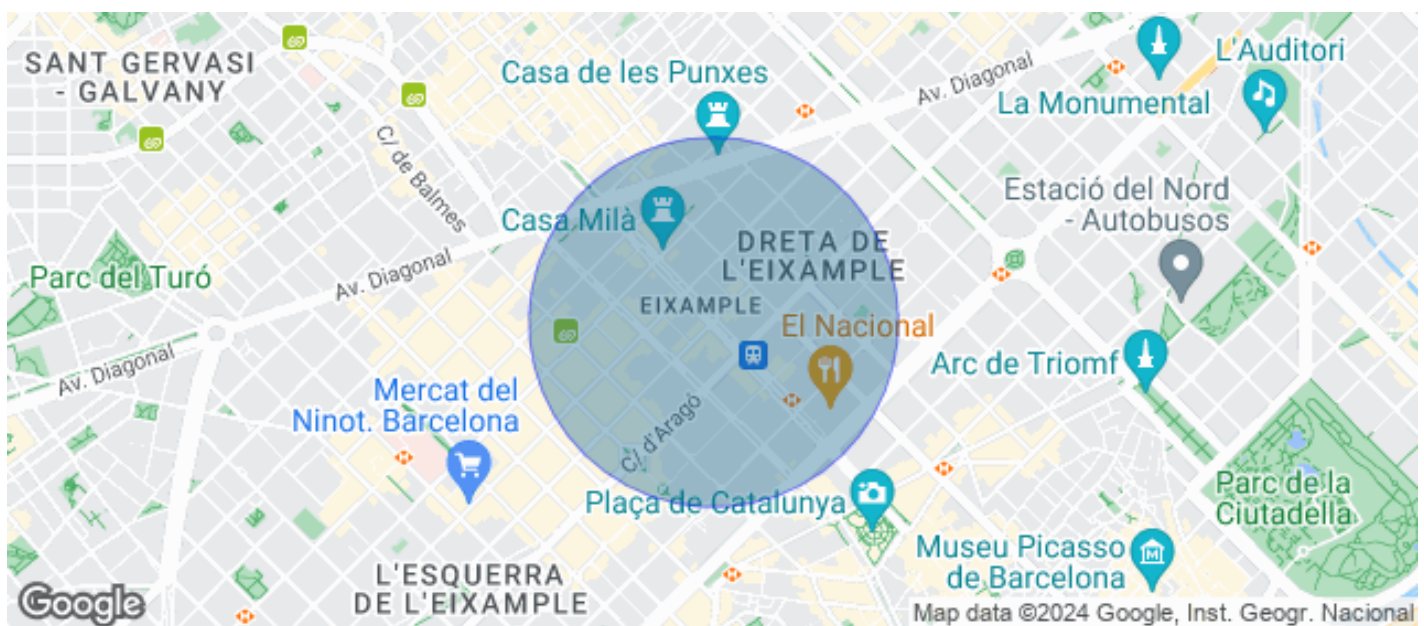 SANT GERVASI
- GALVANY
Casa de les Punxes
Av. Diagonal
L'Auditori
La Monumental
C/ de Balmes
Estació del Nord
- Autobusos
Casa Milà
DRETA DE
L'EIXAMPLE
Parc del Turó
Av. Diagonal
EIXAMPLE
El Nacional
Arc de Triomf
Av. Diagonal
Mercat del
Ninot. Barcelona
C/ d'Aragó
Plaça de Catalunya
Parc de la
Ciutadella
Museu Picasso
de Barcelona
M
L'ESQUERRA
DE L'EIXAMPLE
Google
Map data ©2024 Google, Inst. Geogr. Nacional